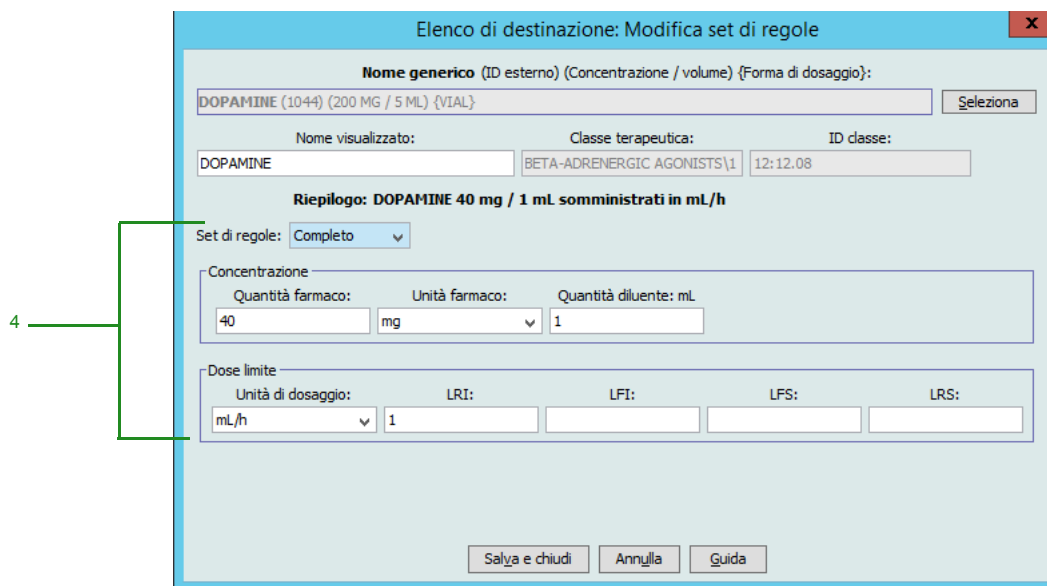 Elenco di destinazione: Modifica set di regole
x
Nome generico (ID esterno) (Concentrazione / volume) {Forma di dosaggio}:
DOPAMINE (1044) (200 MG / 5 ML) {VIAL} Seleziona
Nome visualizzato: Classe terapeutica: ID classe:
DOPAMINE BETA-ADRENERGIC AGONISTS\1 12:12.08
Riepilogo: DOPAMINE 40 mg / 1 mL somministrati in mL/h
Set di regole: Completo
Concentrazione
Quantità farmaco: Unità farmaco: Quantità diluente: mL
40 mg 1
4
Dose limite
Unità di dosaggio: LRI: LFI: LFS: LRS:
mL/h 1
Salva e chiudi Annulla Guida